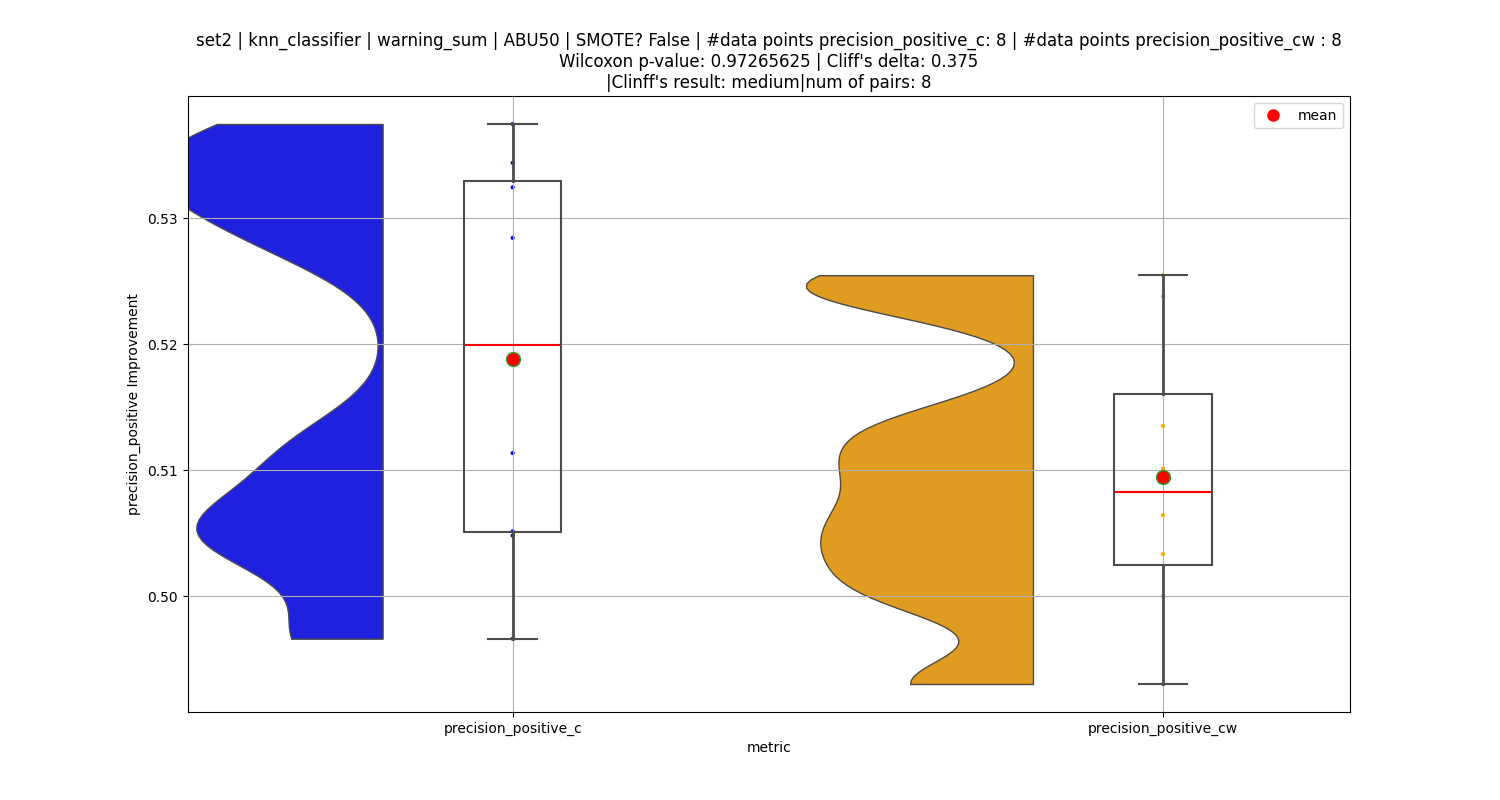 set2 | knn_classifier | warning_sum | ABU50 | SMOTE? False | #data points precision_positive_c: 8 | #data points precision_positive_cw : 8
Wilcoxon p-value: 0.97265625 | Cliff's delta: 0.375
|Clinff's result: medium|num of pairs: 8
mean
0.53
0.52
0.51
0.50
precision_positive Improvement
precision_positive_c
precision_positive_cw
metric